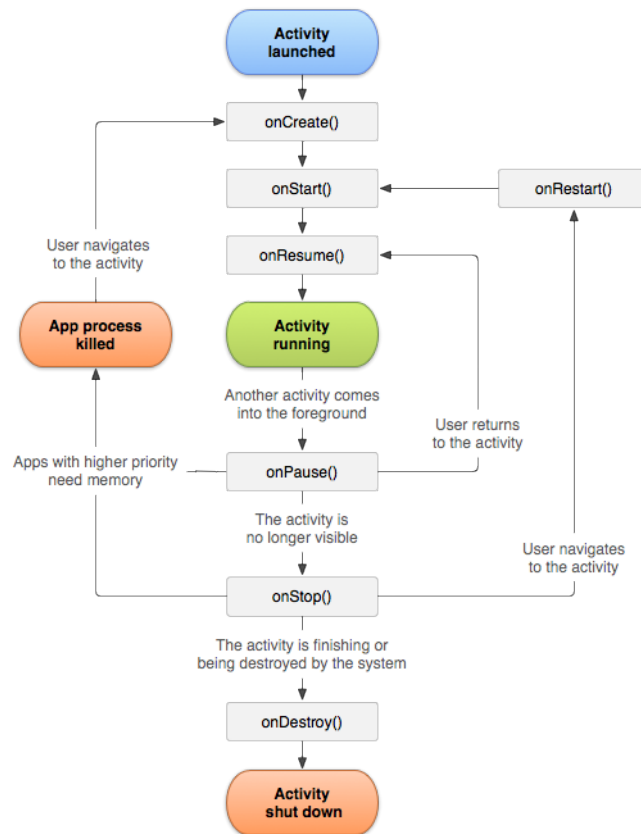 Activity
launched
onCreate()
onStart()
onRestart()
User navigates
to the activity
onResume()
App process
killed
Activity
running
Another activity comes
into the foreground
User returns
to the activity
Apps with higher priority
need memory
onPause()
The activity is
no longer visible
User navigates
to the activity
onStop()
The activity is finishing or
being destroyed by the system
onDestroy()
Activity
shut down